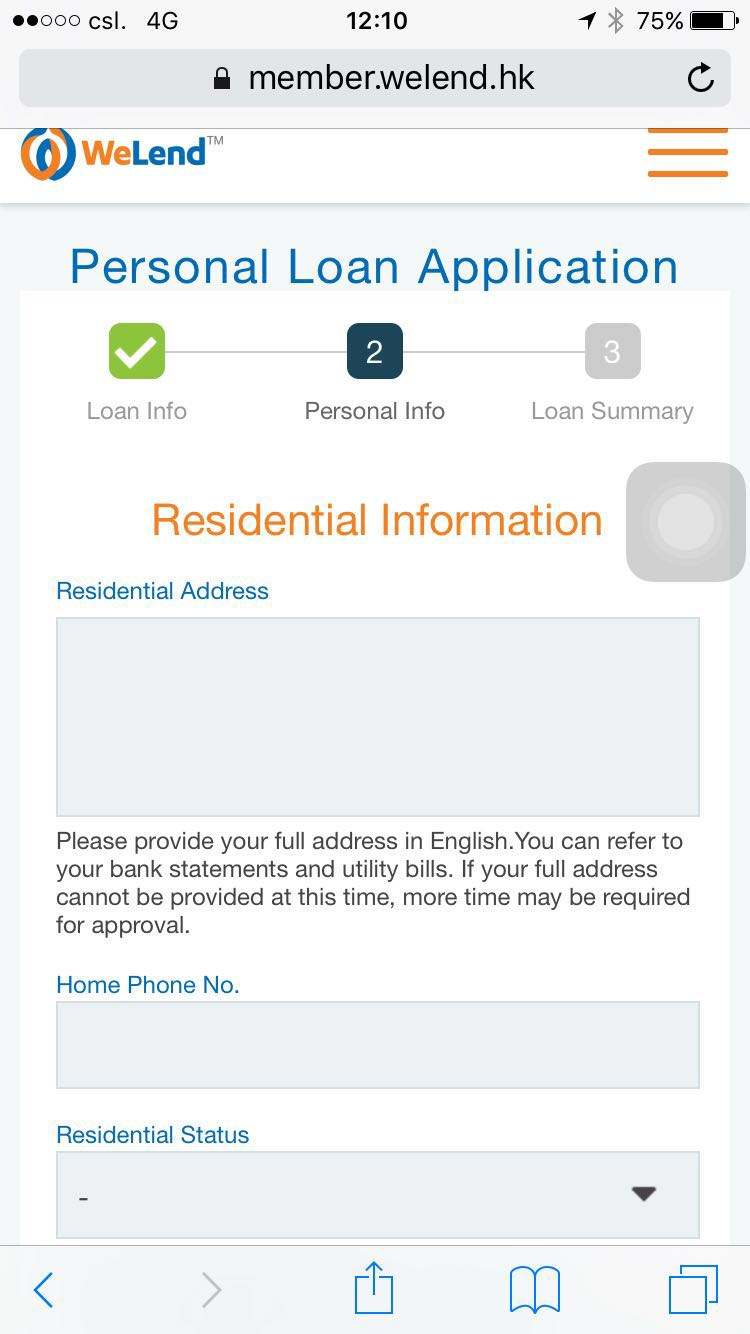 csl. 4G 12:10 75%
member.welend.hk
WeLend™
Personal Loan Application
2 3
Loan Info Personal Info Loan Summary
Residential Information
Residential Address
Please provide your full address in English.You can refer to
your bank statements and utility bills. If your full address
cannot be provided at this time, more time may be required
for approval.
Home Phone No.
Residential Status
-